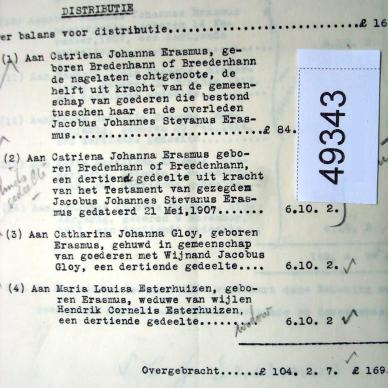 DISTRIBUTIE
er balans voor distributie.................£ 16
(1) Aan Catriena Johanna Erasmus, ge-
boren Bredenhann of Breedenhann
de nagelaten echtgenoote, de
helft uit kracht van de gemeen-
schap van goederen die bestond
tusschen haar en de overleden
Jacobus Johannes Stevanus Eras-
mus...........................£ 84.
49343
(2) Aan Catriena Johanna Erasmus gebo-
ren Bredenhann of Breedenhann,
een dertiende gedeelte uit kracht
van het Testament van gezegdem
Jacobus Johannes Stevanus Eras-
mus gedateerd 21 Mei,1907....... 6.10. 2.
(3) Aan Catharina Johanna Gloy, geboren
Erasmus, gehuwd in gemeenschap
van goederen met Wijnand Jacobus
Gloy, een dertiende gedeelte.... 6.10. 2.
(4) Aan Maria Louisa Esterhuizen, gebo-
ren Erasmus, weduwe van wijlen
Hendrik Cornelis Esterhuizen,
een dertiende gedelte........ 6.10. 2
widow
Overgebracht.... £ 104. 2. 7. £ 169